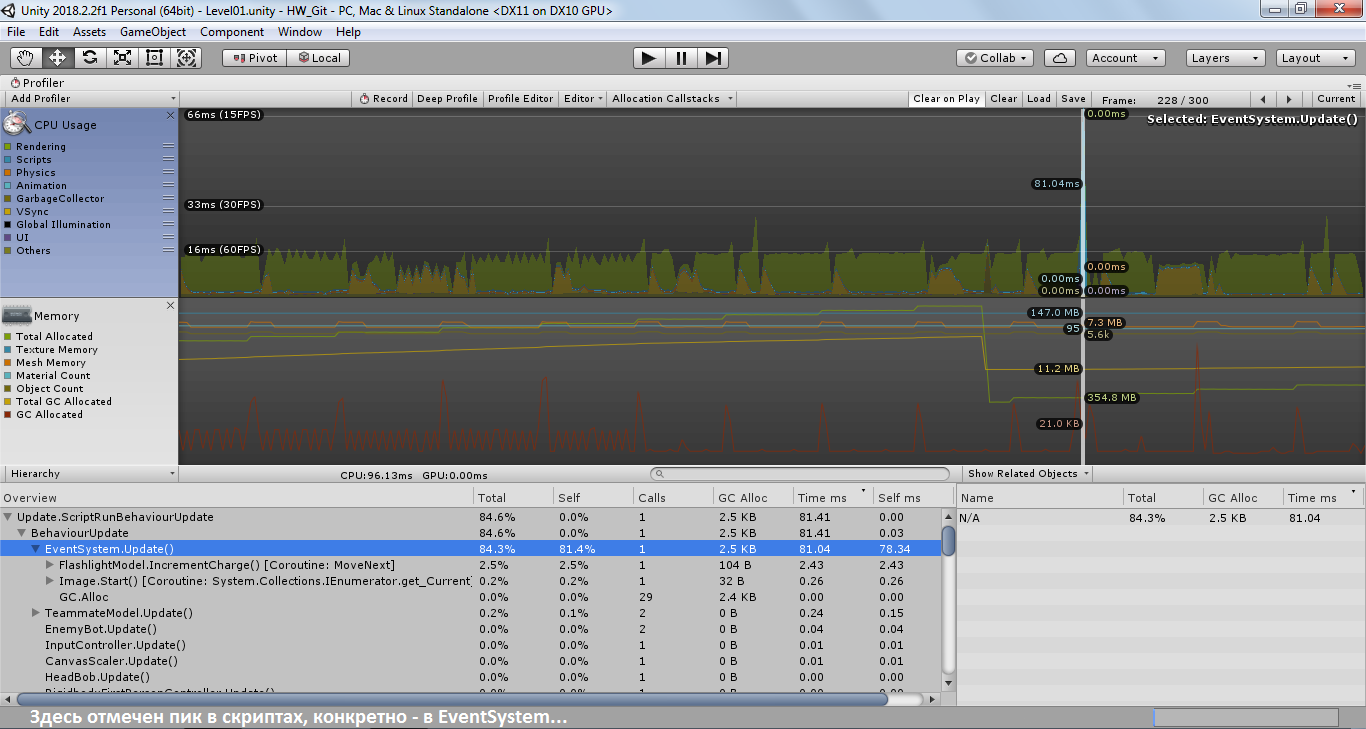 Unity 2018.2.2f1 Personal (64bit) - Level01.unity - HW_Git - PC, Mac & Linux Standalone <DX11 on DX10 GPU>
File Edit Assets GameObject Component Window Help
Pivot Local Collab Account Layers Layout
Profiler
Add Profiler Record Deep Profile Profile Editor Editor Allocation Callstacks Clear on Play Clear Load Save Frame: 228 / 300 Current
CPU Usage
Rendering
Scripts
Physics
Animation
GarbageCollector
VSync
Global Illumination
UI
Others
66ms (15FPS)
33ms (30FPS)
16ms (60FPS)
0.00ms
Selected: EventSystem.Update()
81.04ms
0.00ms
0.00ms
0.00ms 0.00ms
Memory
Total Allocated
Texture Memory
Mesh Memory
Material Count
Object Count
Total GC Allocated
GC Allocated
147.0 MB
7.3 MB
95
5.6k
11.2 MB
354.8 MB
21.0 KB
Hierarchy CPU:96.13ms GPU:0.00ms Show Related Objects
Overview Total Self Calls GC Alloc Time ms Self ms
Update.ScriptRunBehaviourUpdate 84.6% 0.0% 1 2.5 KB 81.41 0.00
BehaviourUpdate 84.6% 0.0% 1 2.5 KB 81.41 0.03
EventSystem.Update() 84.3% 81.4% 1 2.5 KB 81.04 78.34
FlashlightModel.IncrementCharge() [Coroutine: MoveNext] 2.5% 2.5% 1 104 B 2.43 2.43
Image.Start() [Coroutine: System.Collections.IEnumerator.get_Current] 0.2% 0.2% 1 32 B 0.26 0.26
GC.Alloc 0.0% 0.0% 29 2.4 KB 0.00 0.00
TeammateModel.Update() 0.2% 0.1% 2 0 B 0.24 0.15
EnemyBot.Update() 0.0% 0.0% 2 0 B 0.04 0.04
InputController.Update() 0.0% 0.0% 1 0 B 0.01 0.01
CanvasScaler.Update() 0.0% 0.0% 1 0 B 0.01 0.01
HeadBob.Update() 0.0% 0.0% 1 0 B 0.00 0.00
Name Total GC Alloc Time ms
N/A 84.3% 2.5 KB 81.04
Здесь отмечен пик в скриптах, конкретно - в EventSystem...